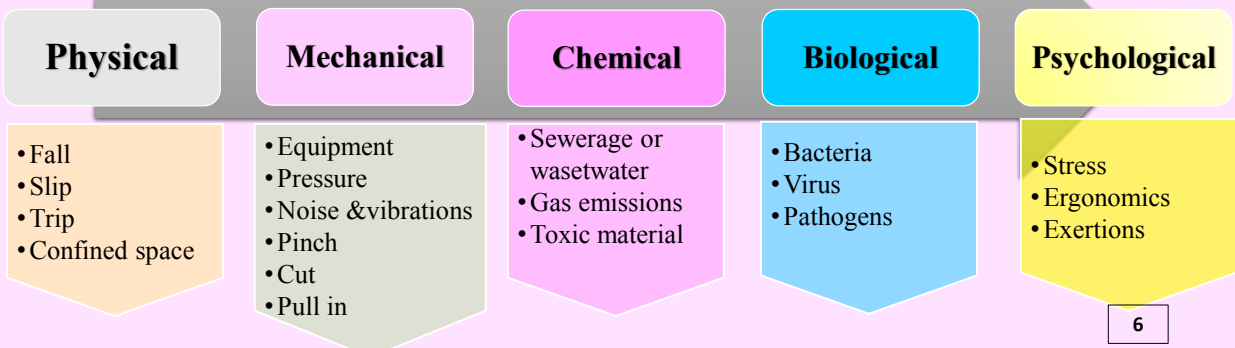 Physical
Mechanical
Chemical
Biological
Psychological
•Fall
•Slip
•Trip
•Confined space
•Equipment
•Pressure
•Noise &vibrations
•Pinch
•Cut
•Pull in
•Sewerage or
wasetwater
•Gas emissions
•Toxic material
•Bacteria
•Virus
•Pathogens
•Stress
•Ergonomics
•Exertions
6